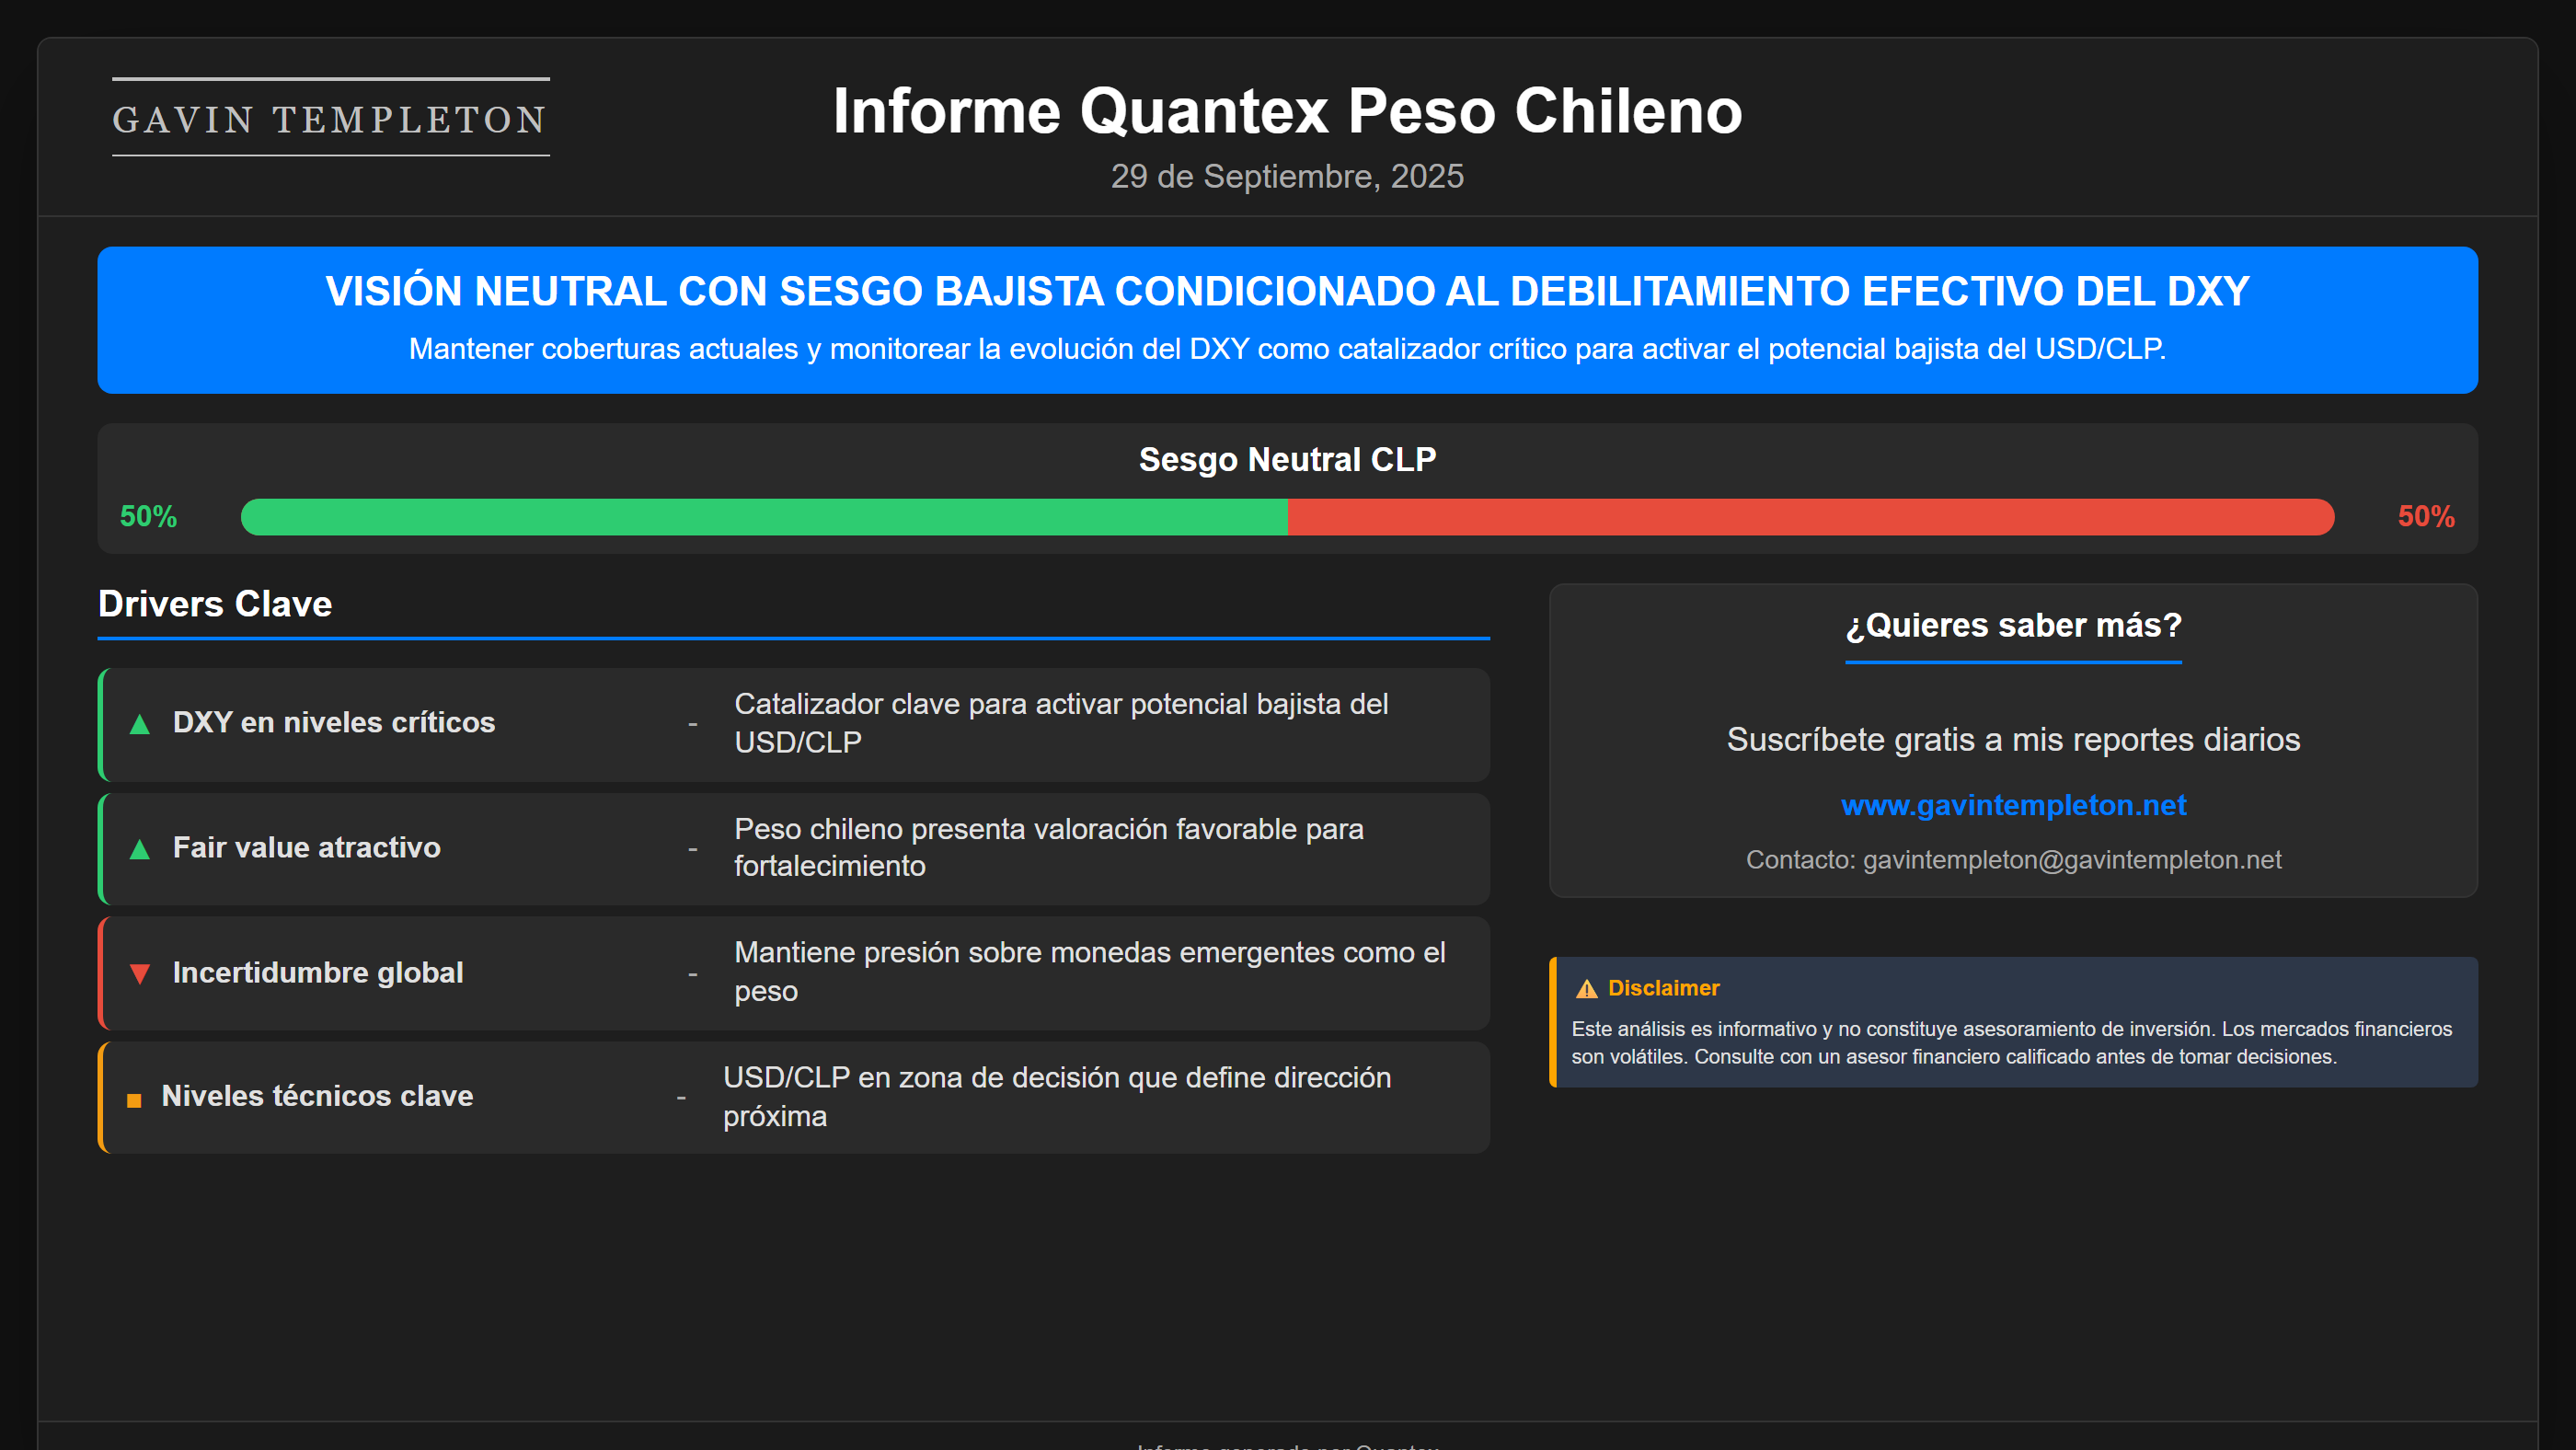 GAVIN TEMPLETON
Informe Quantex Peso Chileno
29 de Septiembre, 2025
VISIÓN NEUTRAL CON SESGO BAJISTA CONDICIONADO AL DEBILITAMIENTO EFECTIVO DEL DXY
Mantener coberturas actuales y monitorear la evolución del DXY como catalizador crítico para activar el potencial bajista del USD/CLP.
Sesgo Neutral CLP
50%
50%
Drivers Clave
DXY en niveles críticos - Catalizador clave para activar potencial bajista del
USD/CLP
Fair value atractivo - Peso chileno presenta valoración favorable para
fortalecimiento
Incertidumbre global - Mantiene presión sobre monedas emergentes como el
peso
Niveles técnicos clave - USD/CLP en zona de decisión que define dirección
próxima
¿Quieres saber más?
Suscríbete gratis a mis reportes diarios
www.gavintempleton.net
Contacto: gavintempleton@gavintempleton.net
Disclaimer
Este análisis es informativo y no constituye asesoramiento de inversión. Los mercados financieros
son volátiles. Consulte con un asesor financiero calificado antes de tomar decisiones.
Informe generado por Quantex